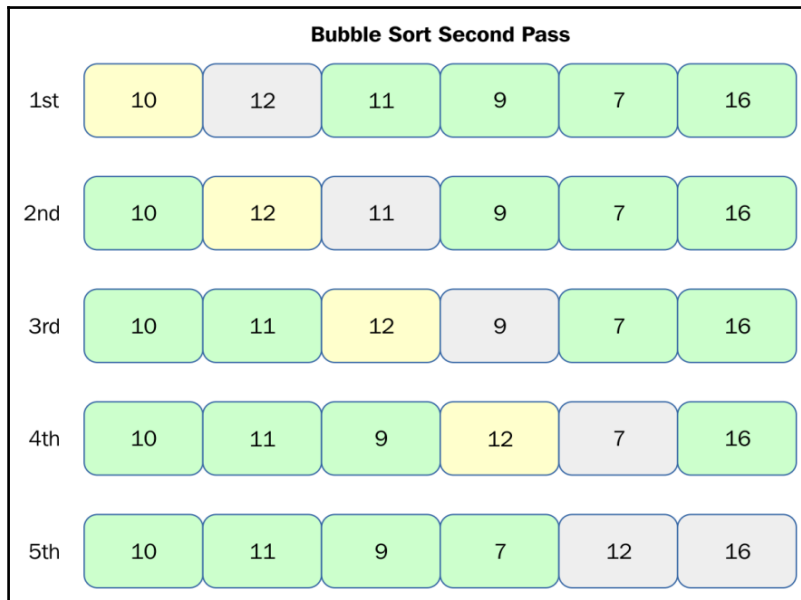 Bubble Sort Second Pass
1st 10 12 11 9 7 16
2nd 10 12 11 9 7 16
3rd 10 11 12 9 7 16
4th 10 11 9 12 7 16
5th 10 11 9 7 12 16